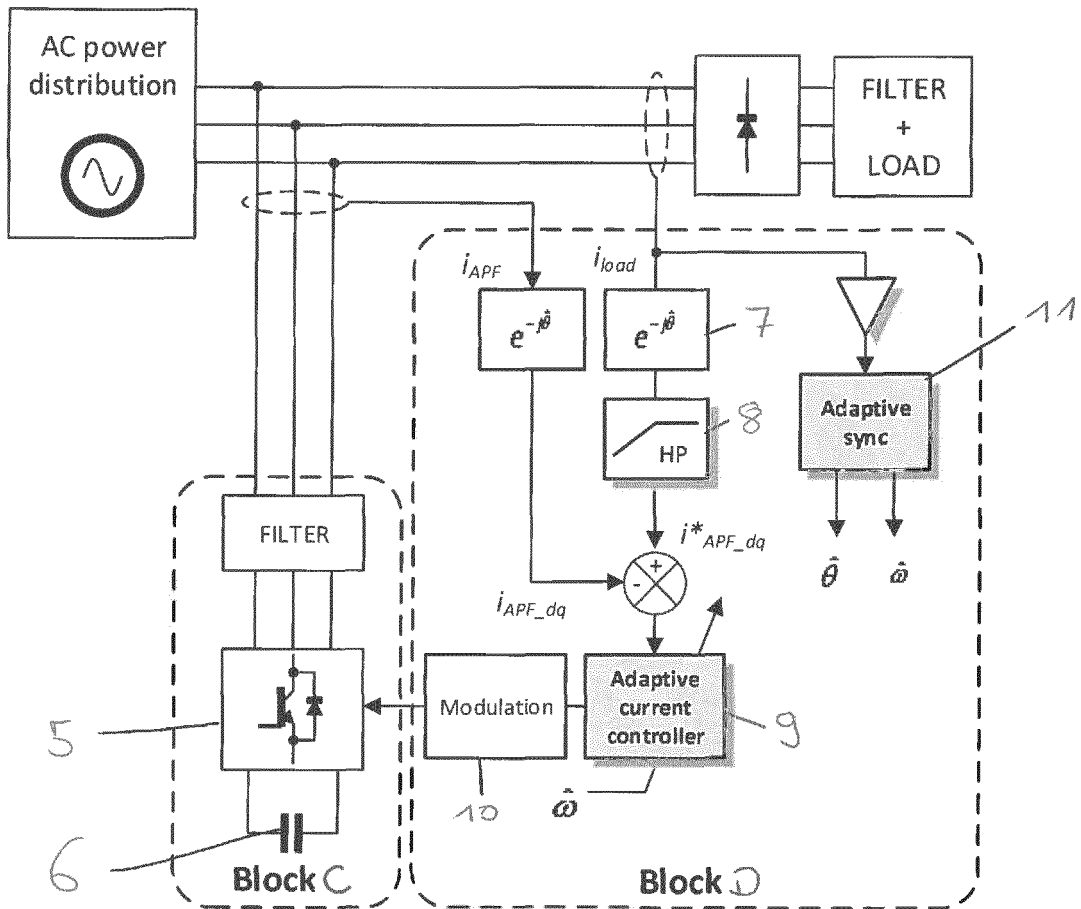 AC power
distribution
FILTER
+
LOAD
i_APF
i_load
e^{-jθ̂}
e^{-jθ̂}
7
11
8
HP
Adaptive
sync
i*_APF_dq
θ̂
ω̂
+
-
i_APF_dq
FILTER
5
Modulation
Adaptive
current
controller
9
10
ω̂
6
Block C
Block D